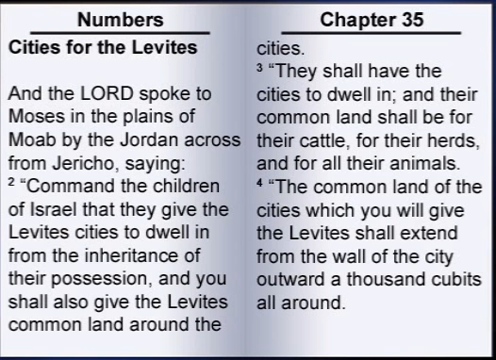 Numbers
Cities for the Levites
And the LORD spoke to
Moses in the plains of
Moab by the Jordan across
from Jericho, saying:
2 “Command the children
of Israel that they give the
Levites cities to dwell in
from the inheritance of
their possession, and you
shall also give the Levites
common land around the
Chapter 35
cities.
3 “They shall have the
cities to dwell in; and their
common land shall be for
their cattle, for their herds,
and for all their animals.
4 “The common land of the
cities which you will give
the Levites shall extend
from the wall of the city
outward a thousand cubits
all around.